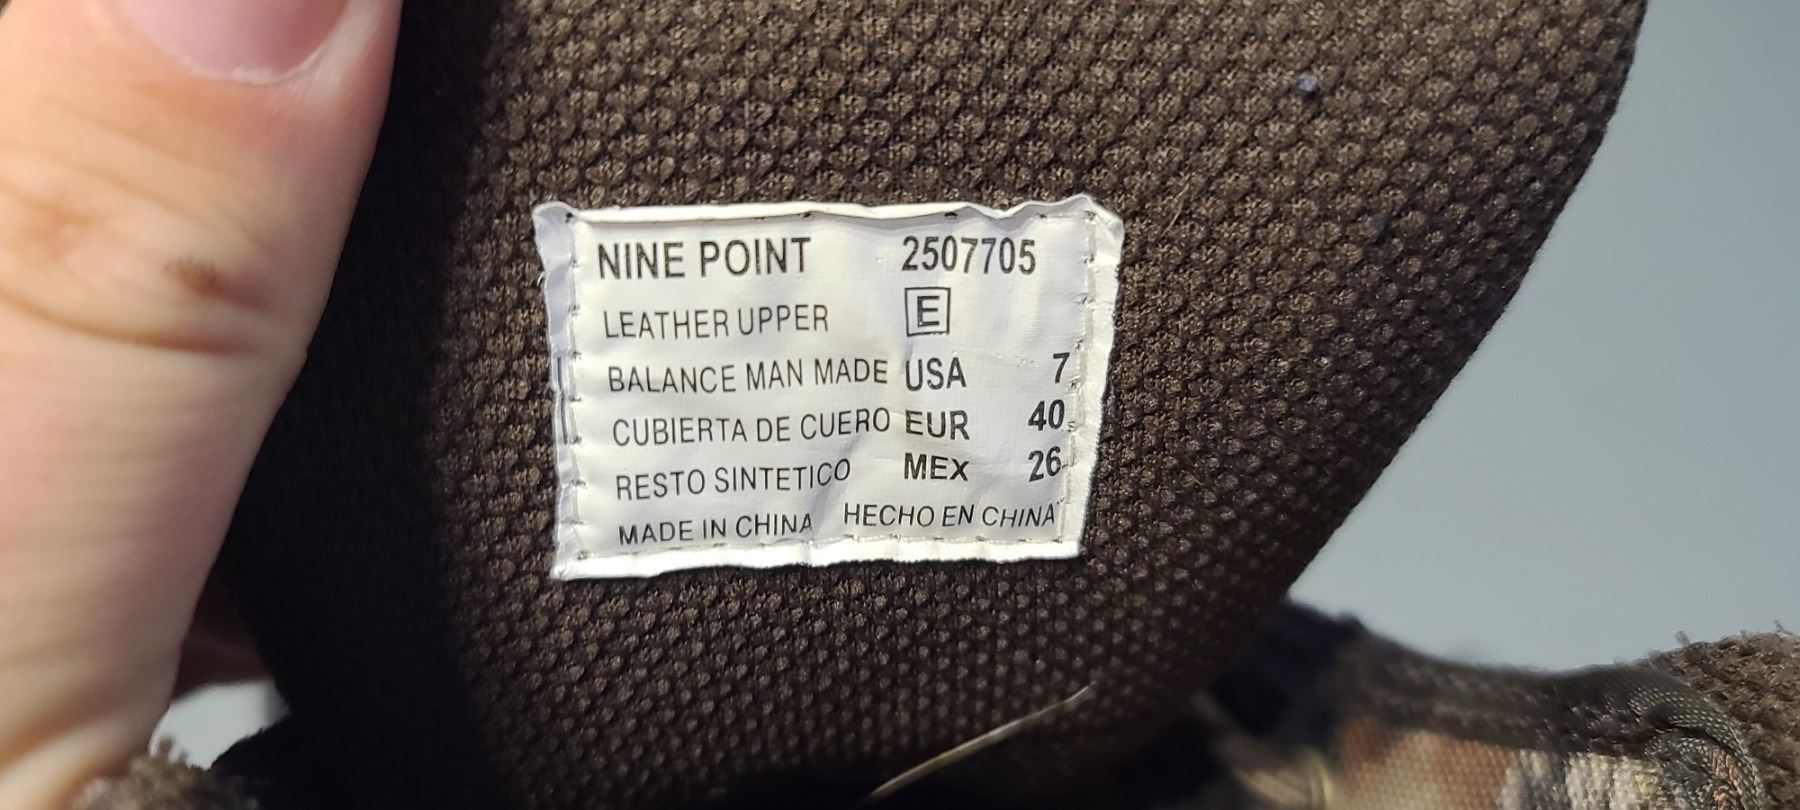 NINE POINT 2507705
LEATHER UPPER E
BALANCE MAN MADE USA 7
CUBIERTA DE CUERO EUR 40
RESTO SINTETICO MEX 26
MADE IN CHINA HECHO EN CHINA